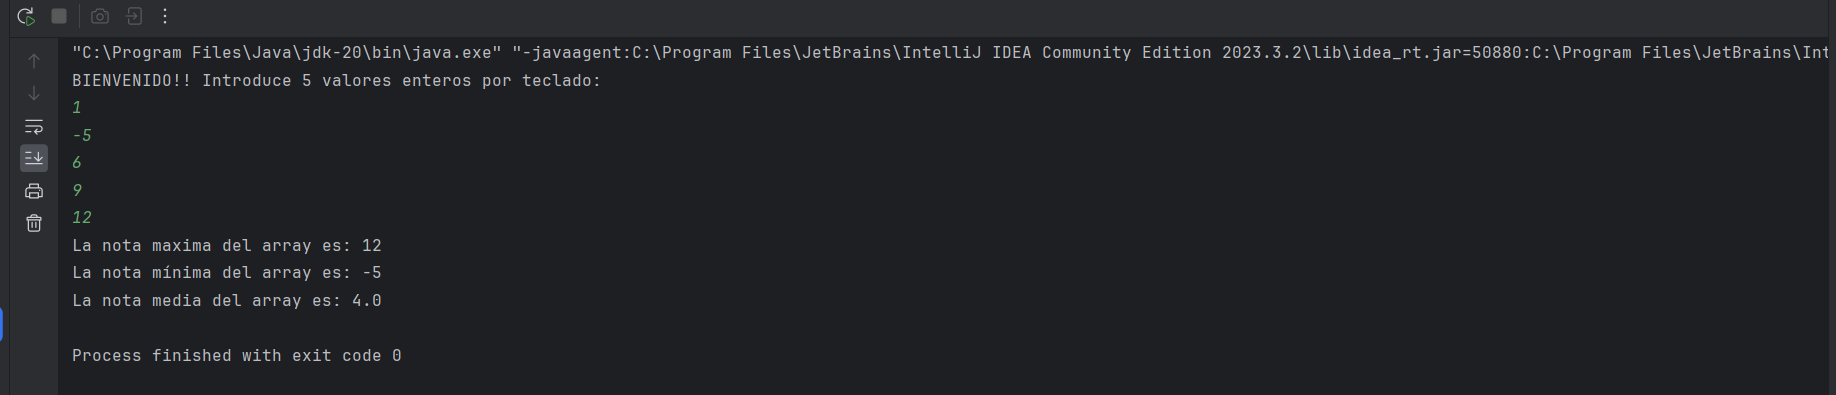 "C:\Program Files\Java\jdk-20\bin\java.exe" "-javaagent:C:\Program Files\JetBrains\IntelliJ IDEA Community Edition 2023.3.2\lib\idea_rt.jar=50880:C:\Program Files\JetBrains\Int
BIENVENIDO!! Introduce 5 valores enteros por teclado:
1
-5
6
9
12
La nota maxima del array es: 12
La nota mínima del array es: -5
La nota media del array es: 4.0
Process finished with exit code 0